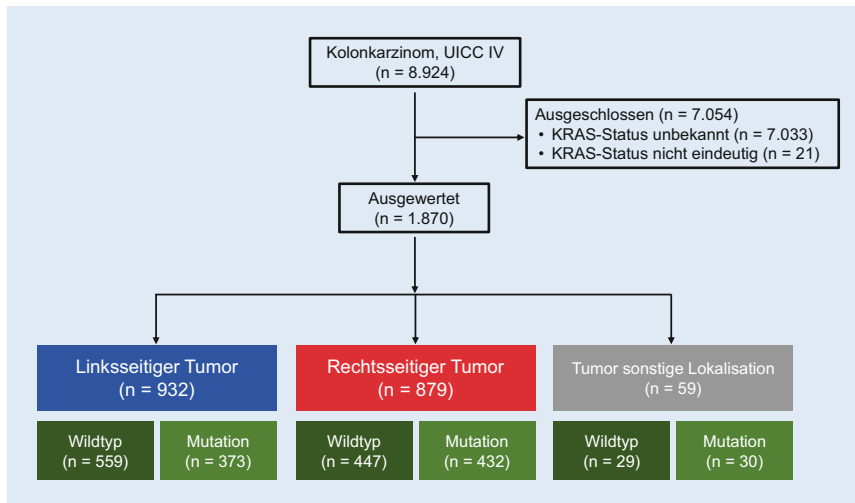 Kolonkarzinom, UICC IV
(n = 8.924)
Ausgeschlossen (n = 7.054)
• KRAS-Status unbekannt (n = 7.033)
• KRAS-Status nicht eindeutig (n = 21)
Ausgewertet
(n = 1.870)
Linksseitiger Tumor
(n = 932)
Rechtsseitiger Tumor
(n = 879)
Tumor sonstige Lokalisation
(n = 59)
Wildtyp
(n = 559)
Mutation
(n = 373)
Wildtyp
(n = 447)
Mutation
(n = 432)
Wildtyp
(n = 29)
Mutation
(n = 30)